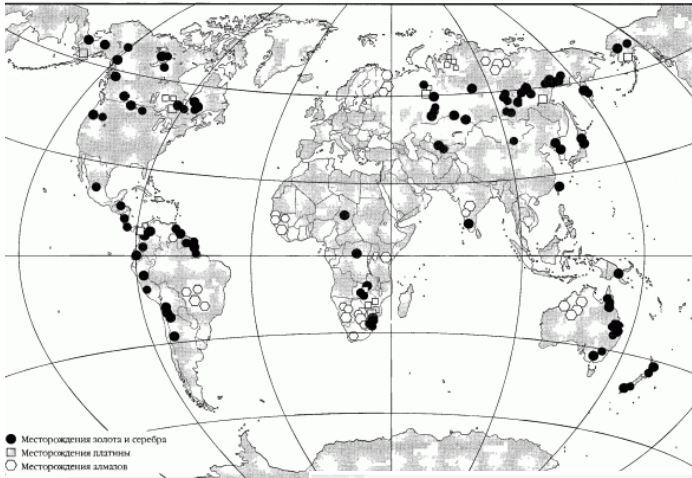 Месторождения золота и серебра
Месторождения платины
Месторождения алмазов